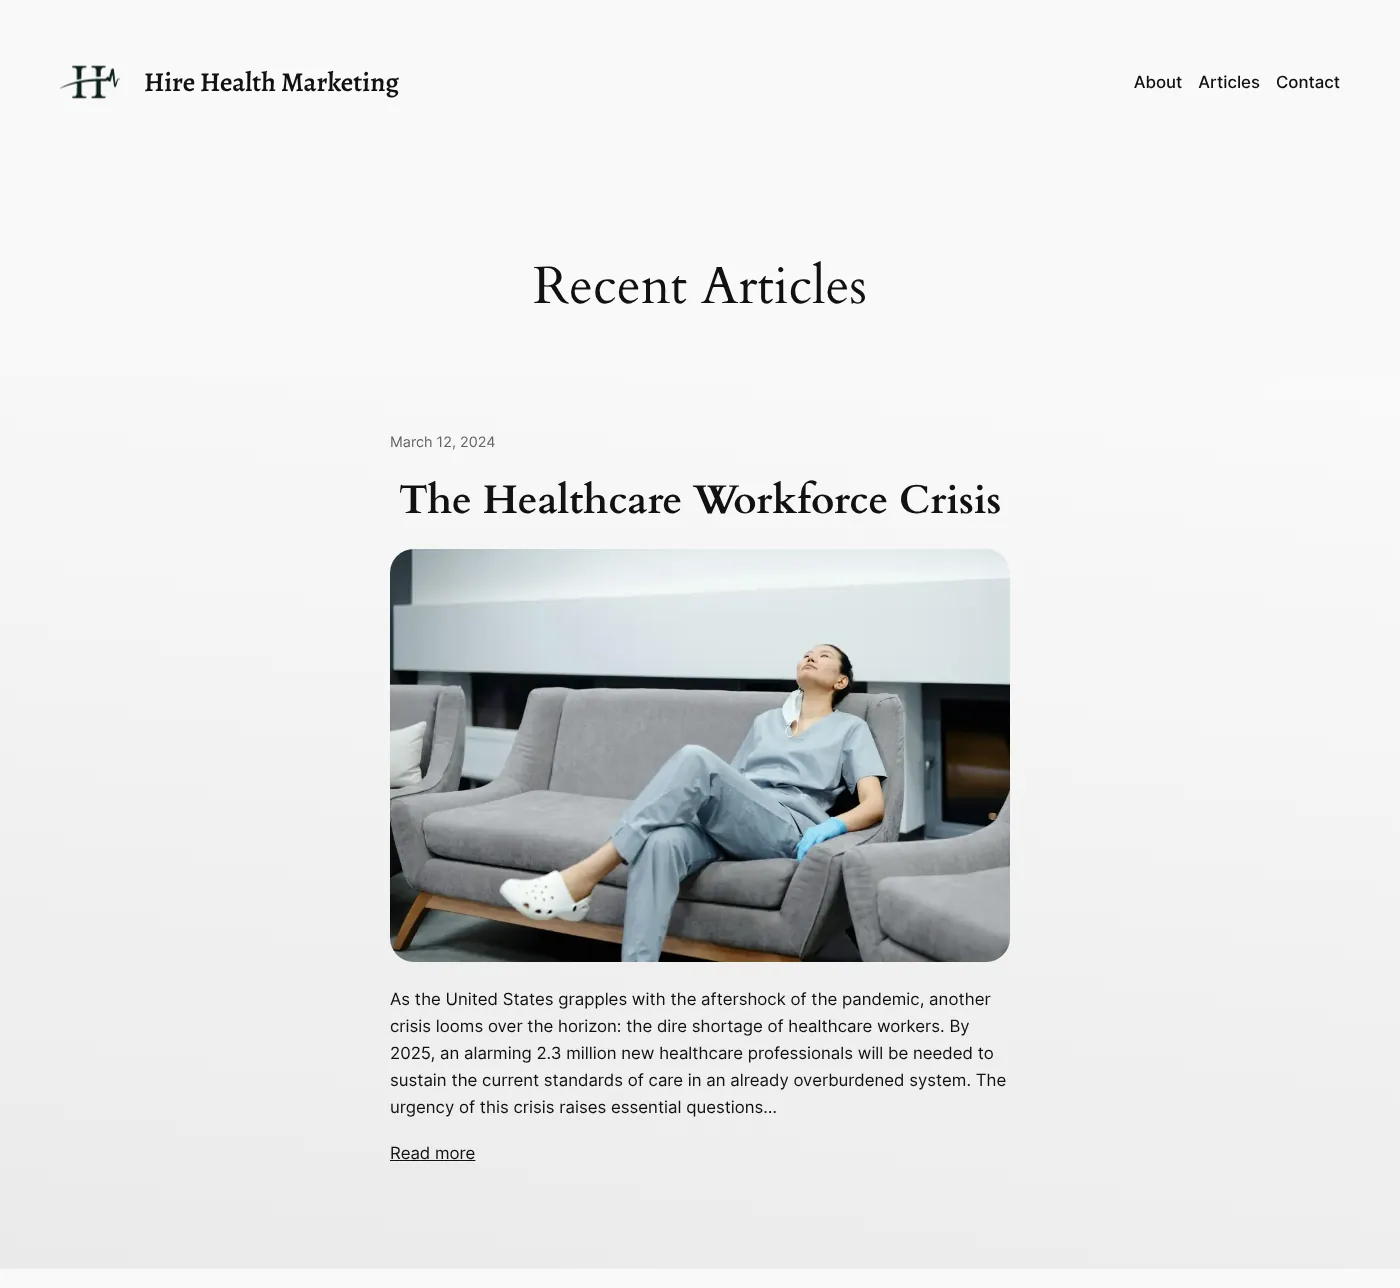 H
Hire Health Marketing
About Articles Contact
Recent Articles
March 12, 2024
The Healthcare Workforce Crisis
As the United States grapples with the aftershock of the pandemic, another
crisis looms over the horizon: the dire shortage of healthcare workers. By
2025, an alarming 2.3 million new healthcare professionals will be needed to
sustain the current standards of care in an already overburdened system. The
urgency of this crisis raises essential questions…
Read more